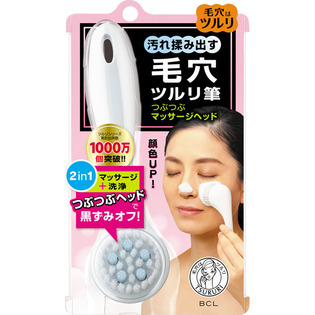 毛穴は
ツルリ
汚れ揉み出す
毛穴
ツルリ筆
つぶつぶ
マッサージヘッド
1000万
個突破!!
顔色UP!
2in1
マッサージ
+
洗浄
つぶつぶヘッドで
黒ずみオフ!
TSURURI
BCL